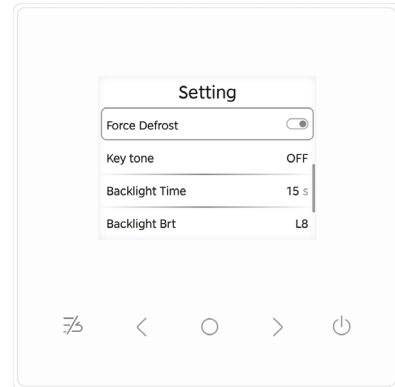 Setting
Force Defrost
Key tone OFF
Backlight Time 15 s
Backlight Brt L8